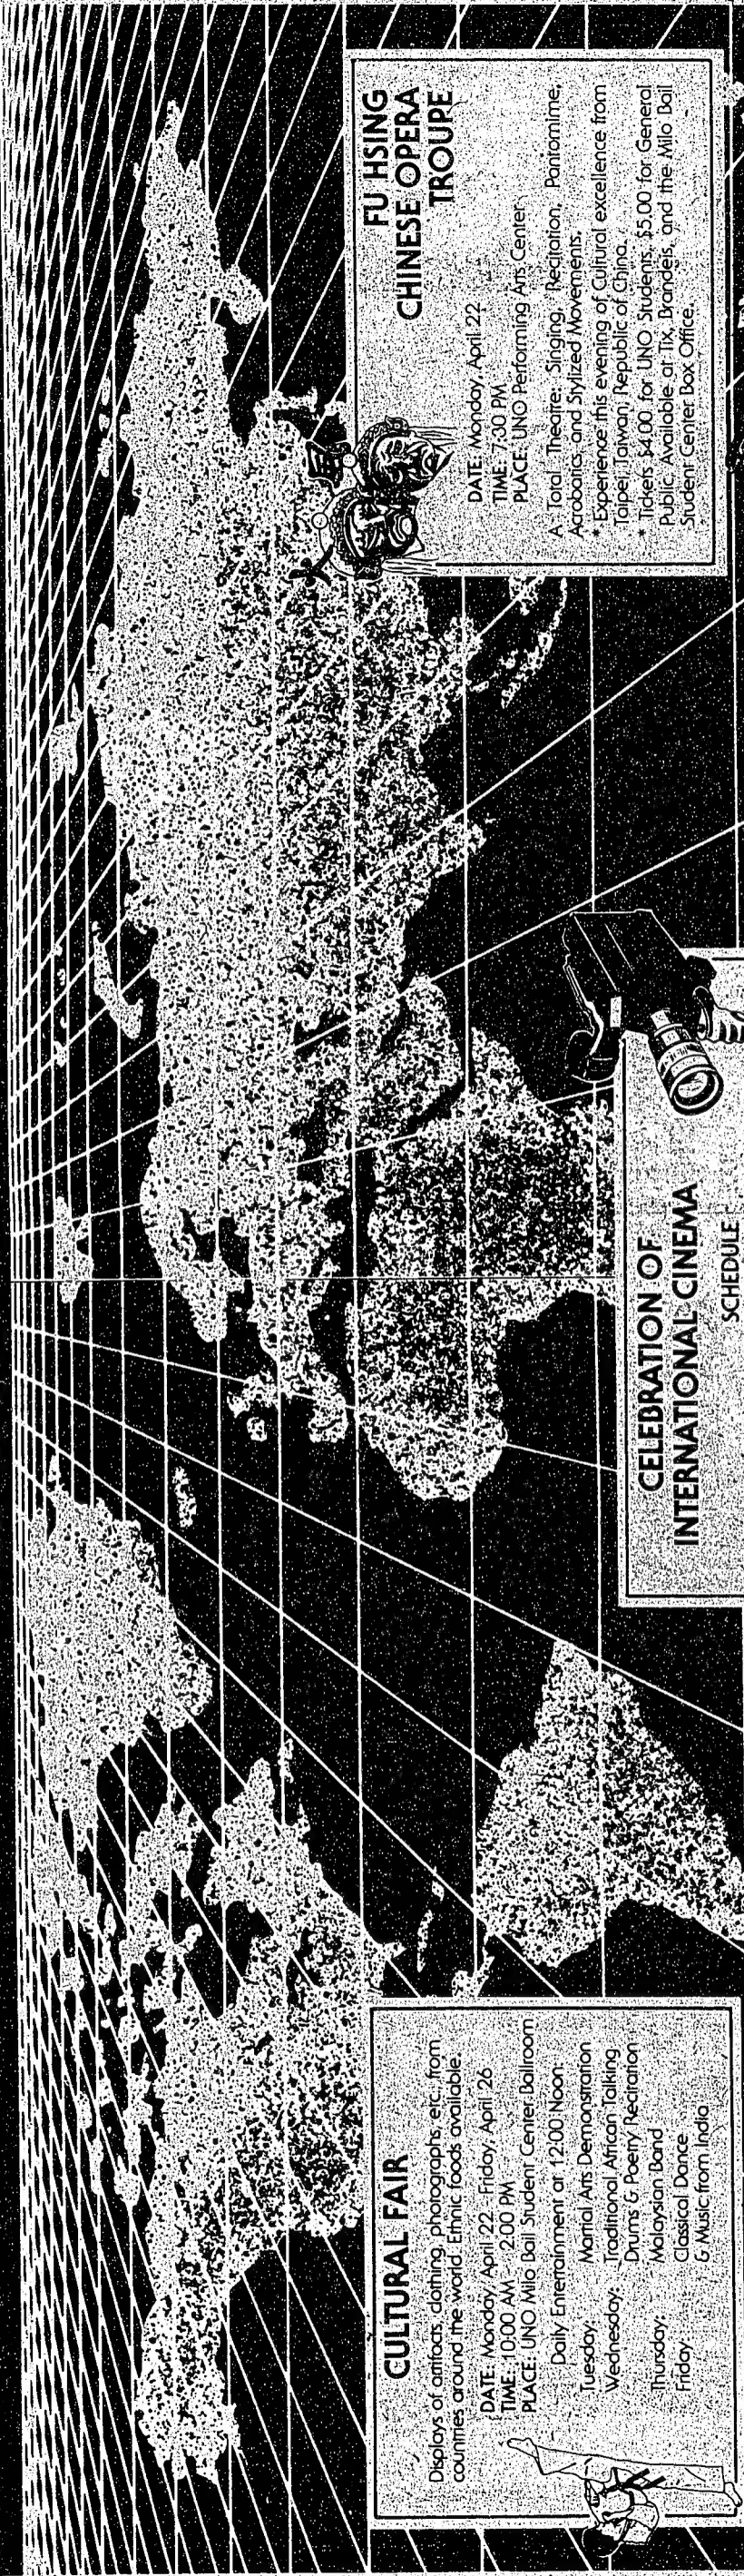 CULTURAL FAIR
Displays of artifacts, clothing, photographs, etc., from
countries around the world. Ethnic foods available.
DATE: Monday, April 22 - Friday, April 26
TIME: 10:00 AM - 2:00 PM
PLACE: UNO Milo Bail Student Center Ballroom
Daily Entertainment at 12:00 Noon:
Tuesday: Martial Arts Demonstration
Wednesday: Traditional African Talking
Drums & Poetry Recitation
Thursday: Malaysian Band
Friday: Classical Dance
& Music from India
CELEBRATION OF
INTERNATIONAL CINEMA
SCHEDULE
FU HSING
CHINESE OPERA
TROUPE
DATE: Monday, April 22
TIME: 7:30 PM
PLACE: UNO Performing Arts Center
A Total Theatre: Singing, Recitation, Pantomime,
Acrobatics, and Stylized Movements.
* Experience this evening of Cultural excellence from
Taipei, Taiwan, Republic of China.
* Tickets $4.00 for UNO Students, $5.00 for General
Public. Available at Tix, Brandeis, and the Milo Bail
Student Center Box Office.